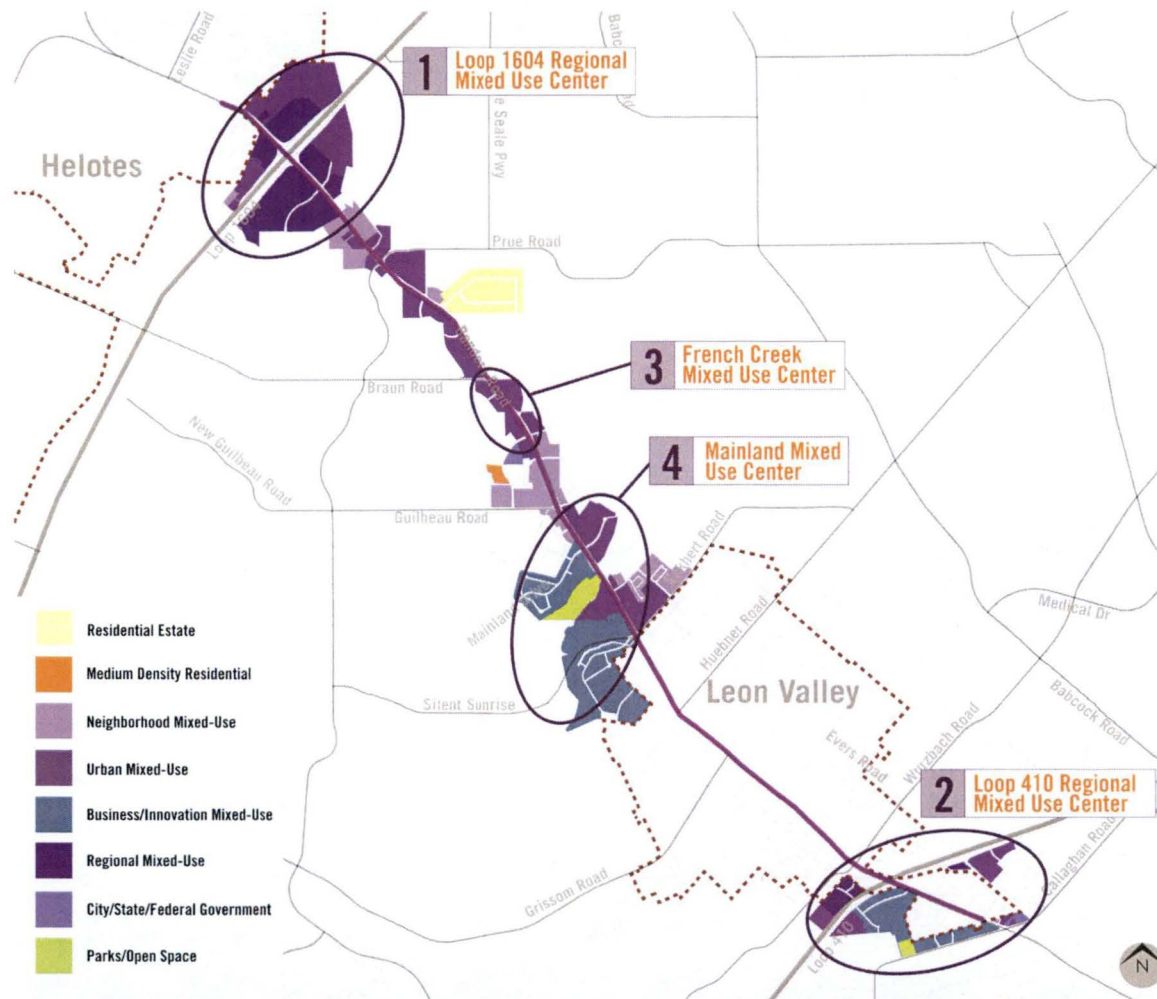 Leslie Road
1
Loop 1604 Regional
Mixed Use Center
Helotes
Loop 1604
Prue Road
3
French Creek
Mixed Use Center
Braun Road
New Guilbeau Road
4
Mainland Mixed
Use Center
Guilbeau Road
Huebner Road
Medical Dr
Silent Sunrise
Leon Valley
Babcock Road
Evers Road
Wurzbach Road
2
Loop 410 Regional
Mixed Use Center
Callaghan Road
Grissom Road
Loop 410
Residential Estate
Medium Density Residential
Neighborhood Mixed-Use
Urban Mixed-Use
Business/Innovation Mixed-Use
Regional Mixed-Use
City/State/Federal Government
Parks/Open Space
N